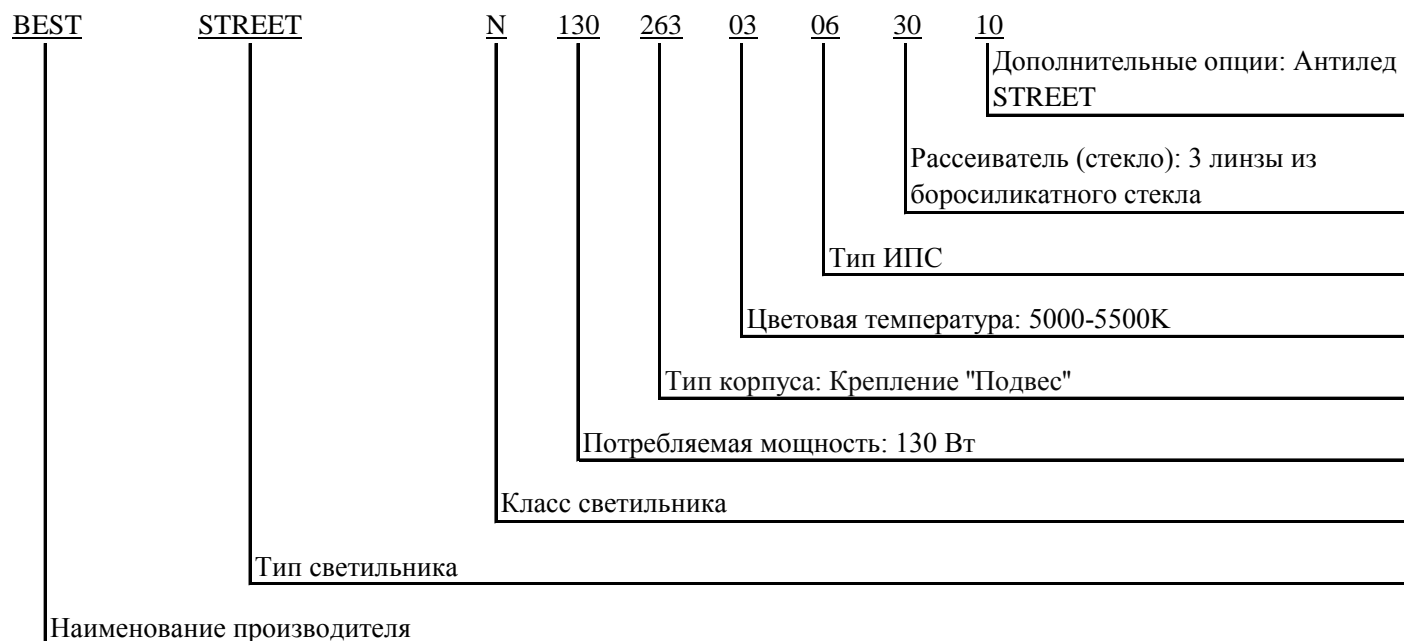 BEST STREET N 130 263 03 06 30 10
Дополнительные опции: Антилед
STREET
Рассеиватель (стекло): 3 линзы из
боросиликатного стекла
Тип ИПС
Цветовая температура: 5000-5500К
Тип корпуса: Крепление "Подвес"
Потребляемая мощность: 130 Вт
Класс светильника
Тип светильника
Наименование производителя